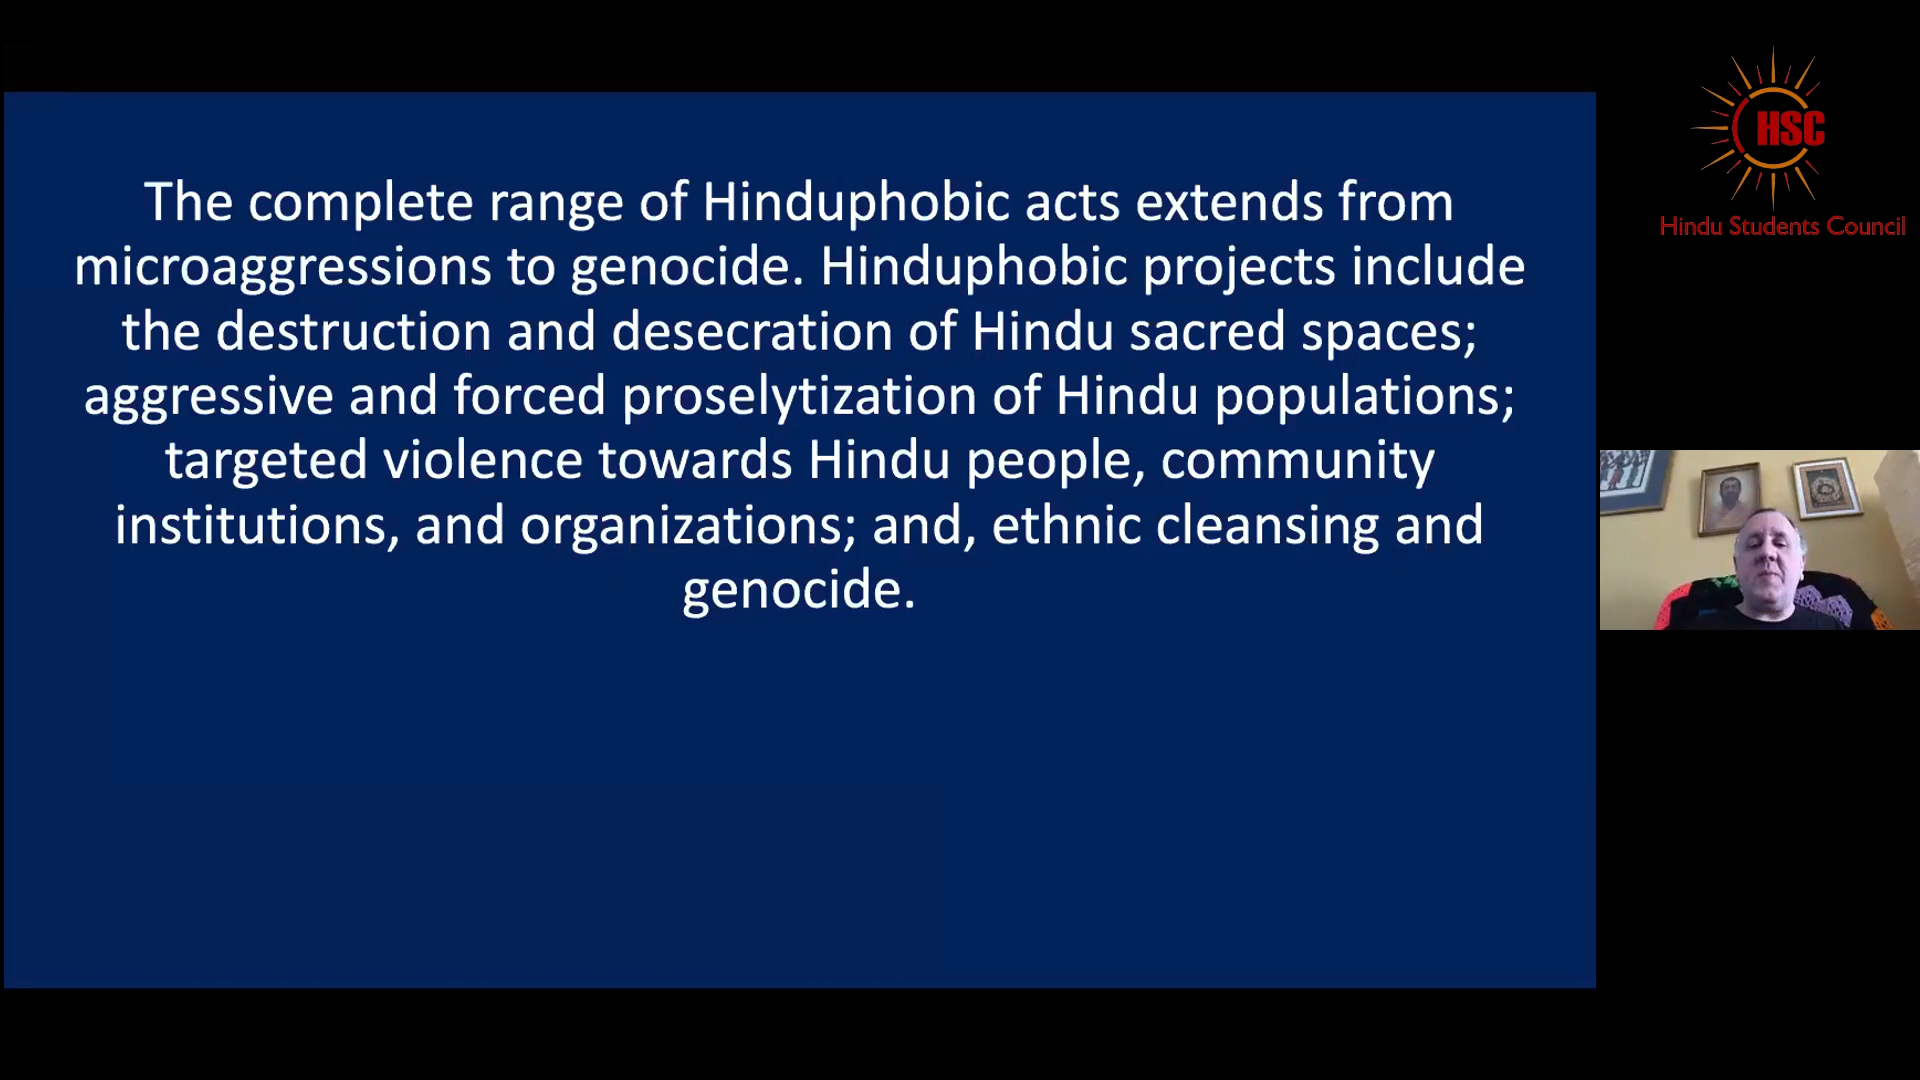 The complete range of Hinduphobic acts extends from
microaggressions to genocide. Hinduphobic projects include
the destruction and desecration of Hindu sacred spaces;
aggressive and forced proselytization of Hindu populations;
targeted violence towards Hindu people, community
institutions, and organizations; and, ethnic cleansing and
genocide.
HSC
Hindu Students Council